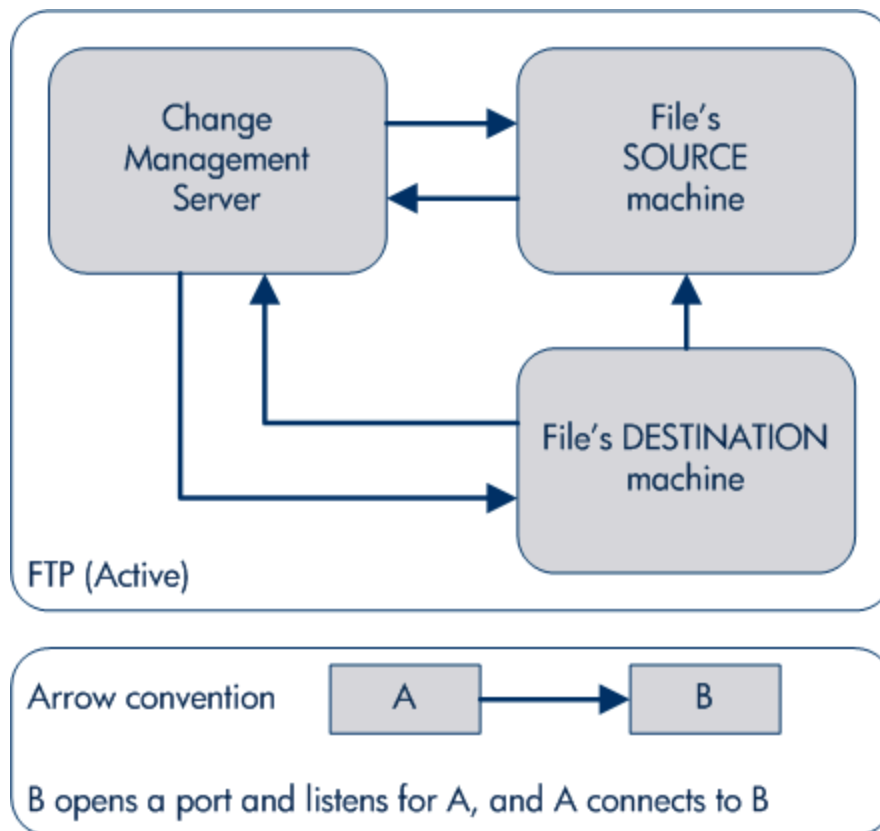 Change
Management
Server
File's
SOURCE
machine
File's DESTINATION
machine
FTP (Active)
Arrow convention
A
B
B opens a port and listens for A, and A connects to B